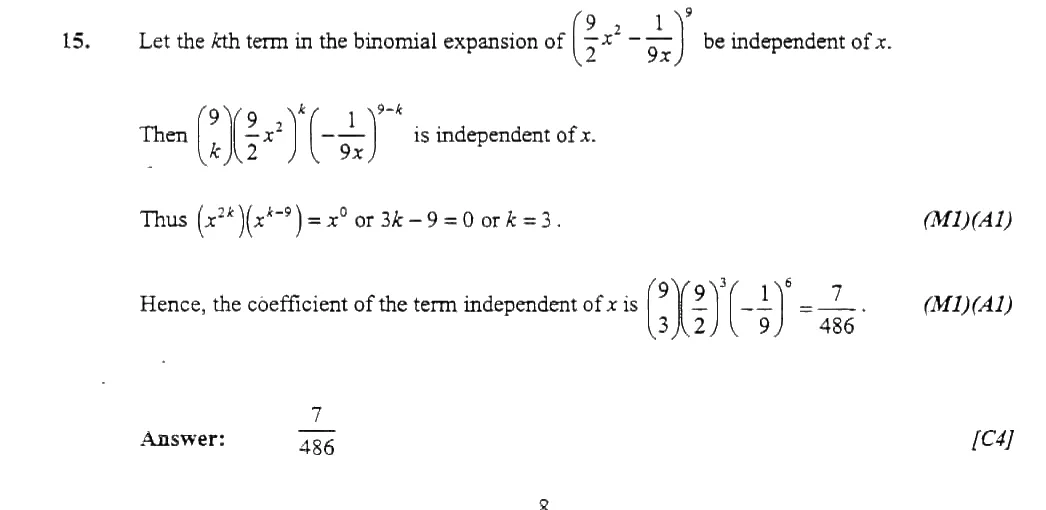 15. Let the kth term in the binomial expansion of (9/2 x² − 1/9x)⁹ be independent of x.
Then (9 k)(9/2 x²)ᵏ(−1/9x)⁹⁻ᵏ is independent of x.
Thus (x²ᵏ)(xᵏ⁻⁹) = x⁰ or 3k − 9 = 0 or k = 3. (M1)(A1)
Hence, the coefficient of the term independent of x is (9 3)(9/2)³(−1/9)⁶ = 7/486. (M1)(A1)
Answer: 7/486 [C4]
8